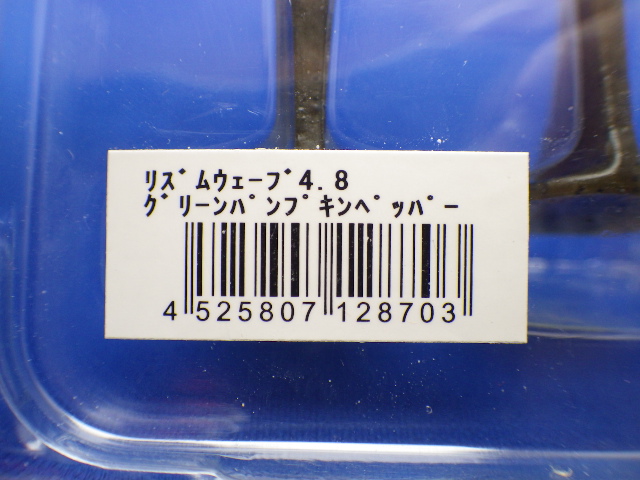 ﾘｽﾞﾑｳｪｰﾌﾞ4.8
ｸﾞﾘｰﾝﾊﾟﾝﾌﾟｷﾝﾍﾟｯﾊﾟｰ
4 525807 128703